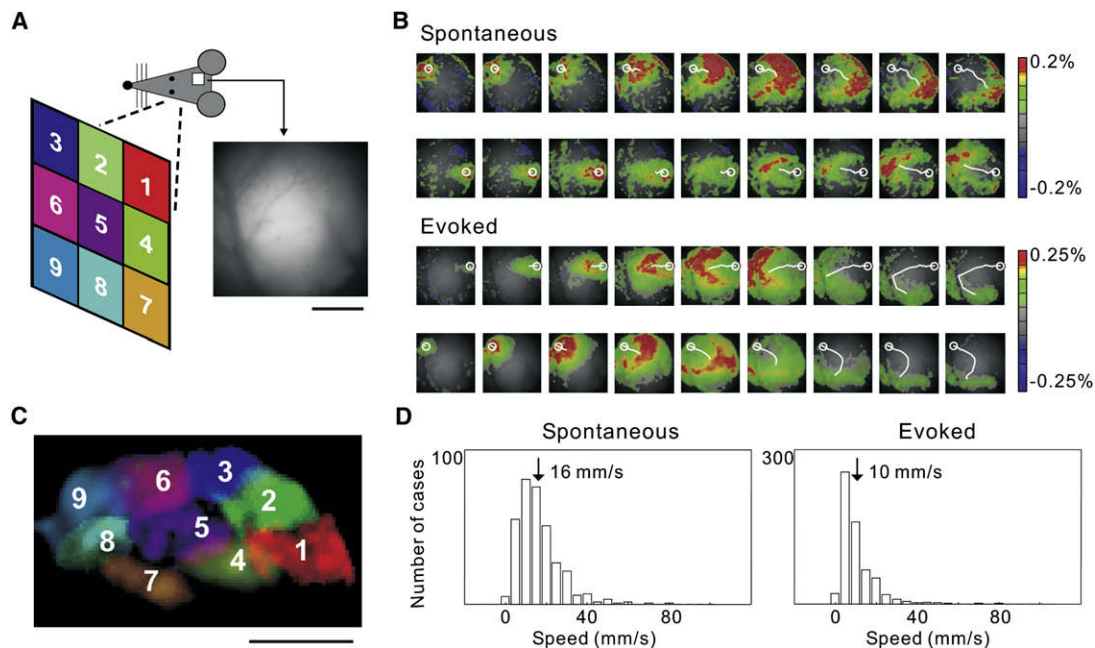 A
3
2
1
6
5
4
9
8
7
B
Spontaneous
0.2%
-0.2%
Evoked
0.25%
-0.25%
C
9
6
3
2
8
5
4
1
7
D
Spontaneous
Evoked
100
16 mm/s
Number of cases
0 40 80
Speed (mm/s)
300
10 mm/s
0 40 80
Speed (mm/s)